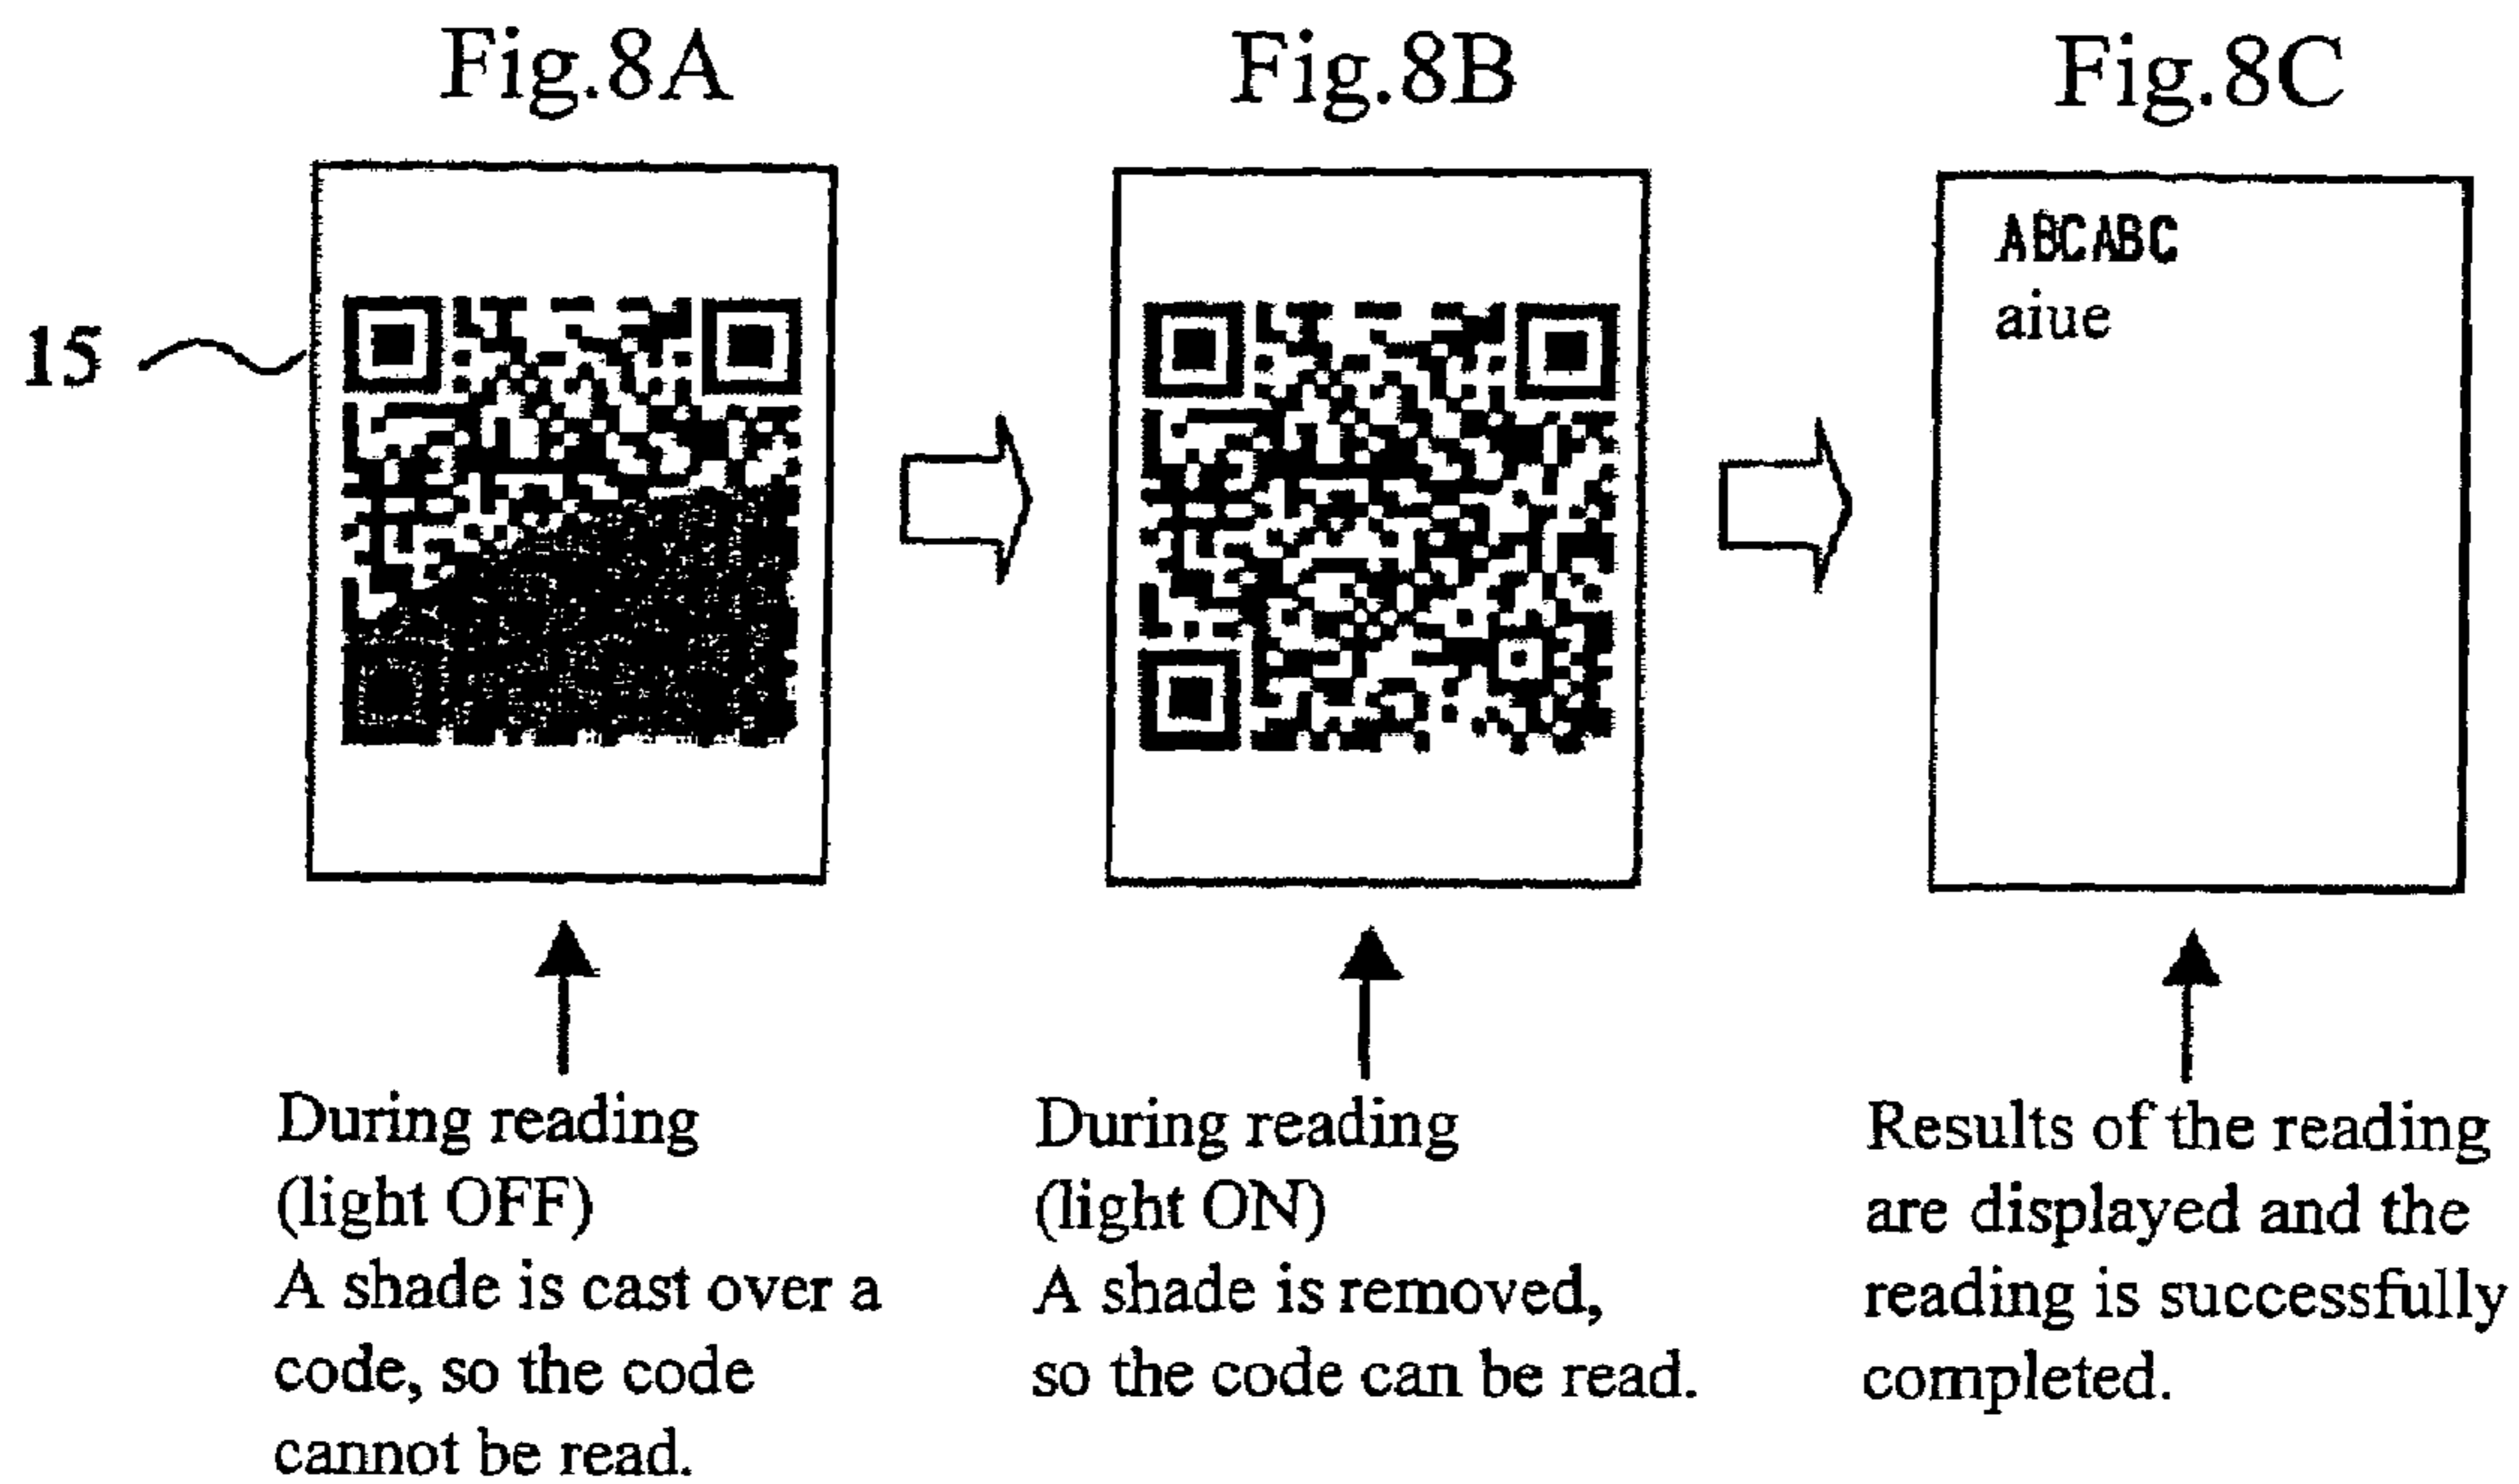 Fig.8A
Fig.8B
Fig.8C
15
ABCABC
aiue
During reading
(light OFF)
A shade is cast over a
code, so the code
cannot be read.
During reading
(light ON)
A shade is removed,
so the code can be read.
Results of the reading
are displayed and the
reading is successfully
completed.